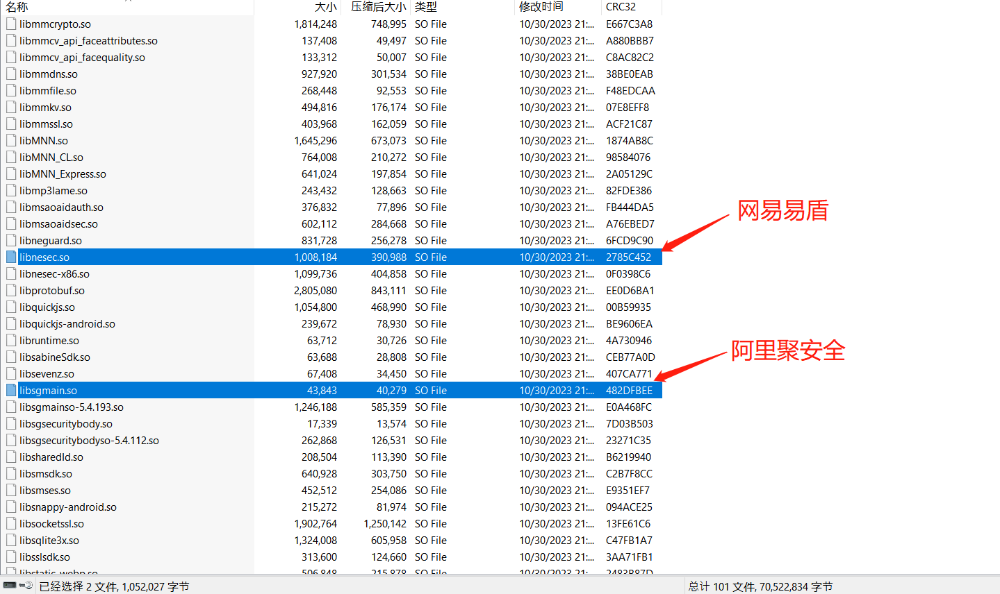 名称 大小 压缩后大小 类型 修改时间 CRC32
libmmcrypto.so 1,814,248 748,995 SO File 10/30/2023 21:... E667C3A8
libmmcv_api_faceattributes.so 137,408 49,497 SO File 10/30/2023 21:... A880BBB7
libmmcv_api_facequality.so 133,312 50,007 SO File 10/30/2023 21:... C8AC82C2
libmmdns.so 927,920 301,534 SO File 10/30/2023 21:... 38BE0EAB
libmmfile.so 268,448 92,553 SO File 10/30/2023 21:... F48EDCAA
libmmkv.so 494,816 176,174 SO File 10/30/2023 21:... 07E8EFF8
libmmssl.so 403,968 162,059 SO File 10/30/2023 21:... ACF21C87
libMNN.so 1,645,296 673,073 SO File 10/30/2023 21:... 1874AB8C
libMNN_CL.so 764,008 210,272 SO File 10/30/2023 21:... 98584076
libMNN_Express.so 641,024 197,854 SO File 10/30/2023 21:... 2A05129C
libmp3lame.so 243,432 128,663 SO File 10/30/2023 21:... 82FDE386
libmsaoaidauth.so 376,832 77,896 SO File 10/30/2023 21:... FB444DA5
libmsaoaidsec.so 602,112 284,668 SO File 10/30/2023 21:... A76EBED7
网易易盾
libneguard.so 831,728 256,278 SO File 10/30/2023 21:... 6FCD9C90
libnesec.so 1,008,184 390,988 SO File 10/30/2023 21:... 2785C452
libnesec-x86.so 1,099,736 404,858 SO File 10/30/2023 21:... 0F0398C6
libprotobuf.so 2,805,080 843,111 SO File 10/30/2023 21:... EE0D6BA1
libquickjs.so 1,054,800 468,990 SO File 10/30/2023 21:... 00B59935
libquickjs-android.so 239,672 78,930 SO File 10/30/2023 21:... BE9606EA
libruntime.so 63,712 30,726 SO File 10/30/2023 21:... 4A730946
libsabineSdk.so 63,688 28,808 SO File 10/30/2023 21:... CEB77A0D
阿里聚安全
libsevenz.so 67,408 34,450 SO File 10/30/2023 21:... 407CA771
libsgmain.so 43,843 40,279 SO File 10/30/2023 21:... 482DFBEE
libsgmainso-5.4.193.so 1,246,188 585,359 SO File 10/30/2023 21:... E0A468FC
libsgsecuritybody.so 17,339 13,574 SO File 10/30/2023 21:... 7D03B503
libsgsecuritybodyso-5.4.112.so 262,868 126,531 SO File 10/30/2023 21:... 23271C35
libsharedId.so 208,504 113,390 SO File 10/30/2023 21:... B6219940
libsmsdk.so 640,928 303,750 SO File 10/30/2023 21:... C2B7F8CC
libsmses.so 452,512 254,086 SO File 10/30/2023 21:... E9351EF7
libsnappy-android.so 215,272 81,974 SO File 10/30/2023 21:... 094ACE25
libsocketssl.so 1,902,764 1,250,142 SO File 10/30/2023 21:... 13FE61C6
libsqlite3x.so 1,324,008 605,958 SO File 10/30/2023 21:... C47FB1A7
libsslsdk.so 313,600 124,660 SO File 10/30/2023 21:... 3AA71FB1
libstatic-webp.so 506,848 215,878 SO File 10/30/2023 21:... 2483B87D
已经选择 2 文件, 1,052,027 字节 总计 101 文件, 70,522,834 字节